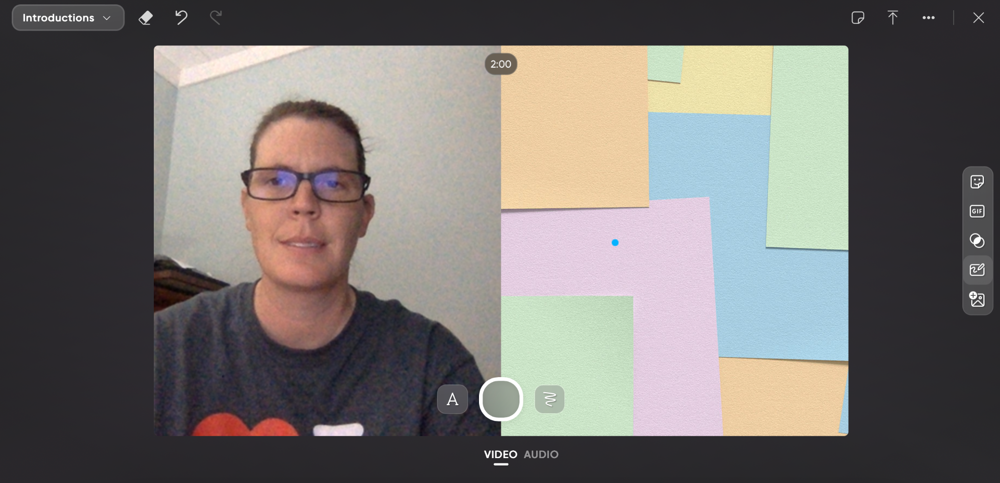 Introductions
2:00
GIF
A
VIDEO AUDIO